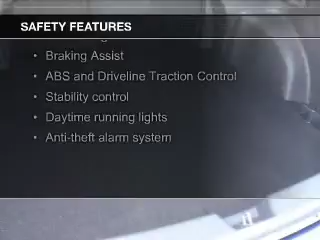 SAFETY FEATURES
• Braking Assist
• ABS and Driveline Traction Control
• Stability control
• Daytime running lights
• Anti-theft alarm system